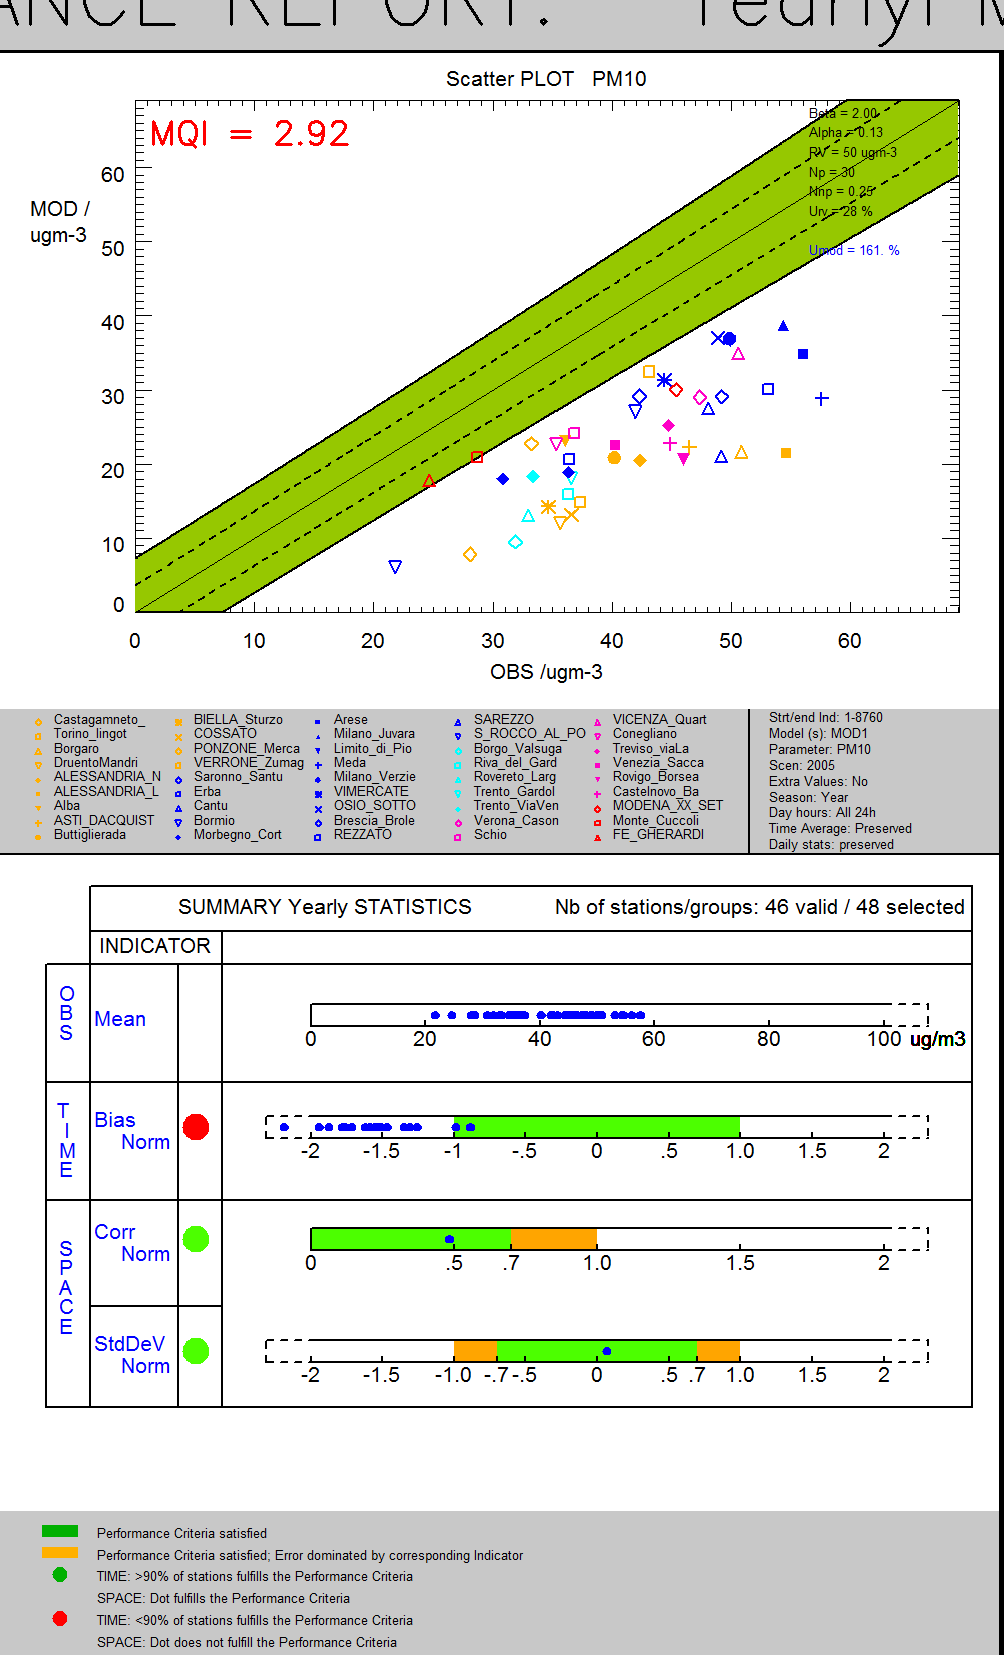 ANCE REPORT: Yearly
Scatter PLOT PM10
MQI = 2.92
Beta = 2.00
Alpha = 0.13
RV = 50 ugm-3
Np = 30
Nnp = 0.25
Urv = 28 %
Umod = 161. %
MOD /
ugm-3
60
50
40
30
20
10
0
0 10 20 30 40 50 60
OBS /ugm-3
Castagamneto_ BIELLA_Sturzo Arese SAREZZO VICENZA_Quart
Torino_lingot COSSATO Milano_Juvara S_ROCCO_AL_PO Conegliano
Borgaro PONZONE_Merca Limito_di_Pio Borgo_Valsuga Treviso_viaLa
DruentoMandri VERRONE_Zumag Meda Riva_del_Gard Venezia_Sacca
ALESSANDRIA_N Saronno_Santu Milano_Verzie Rovereto_Larg Rovigo_Borsea
ALESSANDRIA_L Erba VIMERCATE Trento_Gardol Castelnovo_Ba
Alba Cantu OSIO_SOTTO Trento_ViaVen MODENA_XX_SET
ASTI_DACQUIST Bormio Brescia_Brole Verona_Cason Monte_Cuccoli
Buttiglierada Morbegno_Cort REZZATO Schio FE_GHERARDI
Strt/end Ind: 1-8760
Model (s): MOD1
Parameter: PM10
Scen: 2005
Extra Values: No
Season: Year
Day hours: All 24h
Time Average: Preserved
Daily stats: preserved
SUMMARY Yearly STATISTICS Nb of stations/groups: 46 valid / 48 selected
INDICATOR
OBS
Mean
0 20 40 60 80 100 ug/m3
TIME
Bias
Norm
-2 -1.5 -1 -.5 0 .5 1.0 1.5 2
SPACE
Corr
Norm
0 .5 .7 1.0 1.5 2
StdDeV
Norm
-2 -1.5 -1.0 -.7 -.5 0 .5 .7 1.0 1.5 2
Performance Criteria satisfied
Performance Criteria satisfied; Error dominated by corresponding Indicator
TIME: >90% of stations fulfills the Performance Criteria
SPACE: Dot fulfills the Performance Criteria
TIME: <90% of stations fulfills the Performance Criteria
SPACE: Dot does not fulfill the Performance Criteria